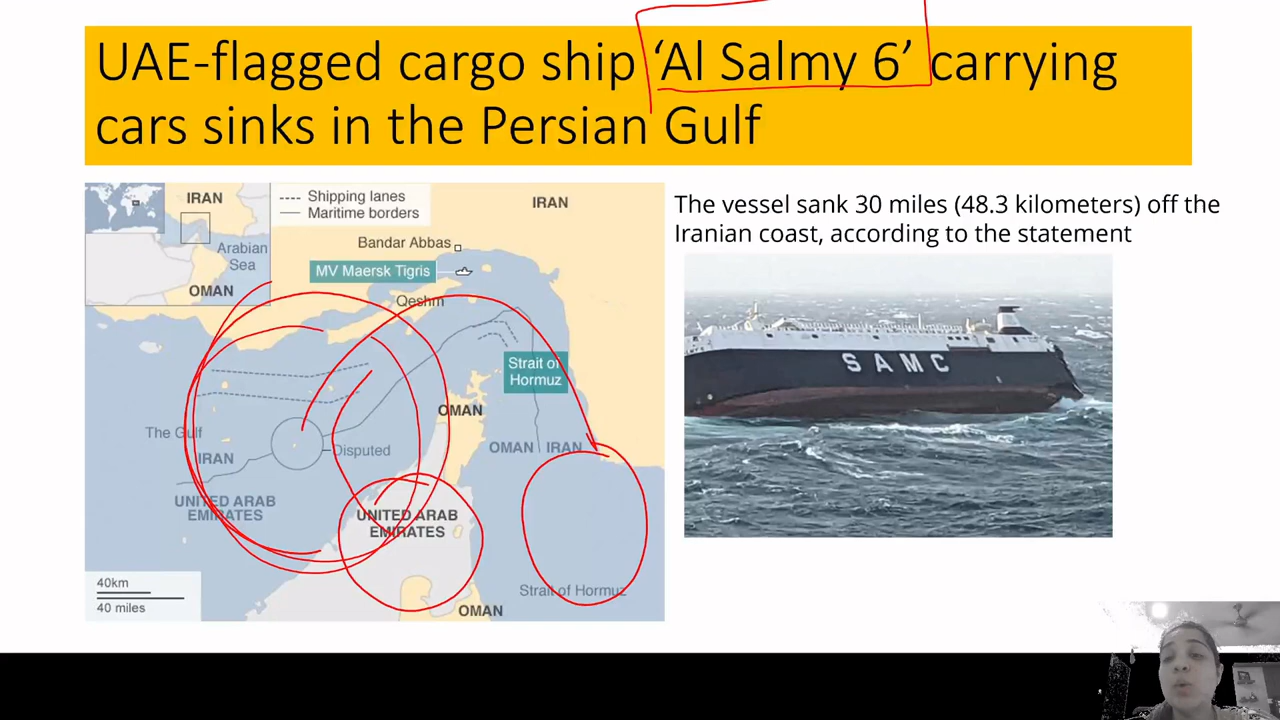 UAE-flagged cargo ship ‘Al Salmy 6’ carrying
cars sinks in the Persian Gulf
The vessel sank 30 miles (48.3 kilometers) off the
Iranian coast, according to the statement
IRAN
Arabian
Sea
OMAN
Shipping lanes
Maritime borders
IRAN
Bandar Abbas
MV Maersk Tigris
Qeshm
Strait of
Hormuz
OMAN
The Gulf
IRAN
Disputed
OMAN
IRAN
UNITED ARAB
EMIRATES
UNITED ARAB
EMIRATES
Strait of Hormuz
OMAN
40km
40 miles
SAMC